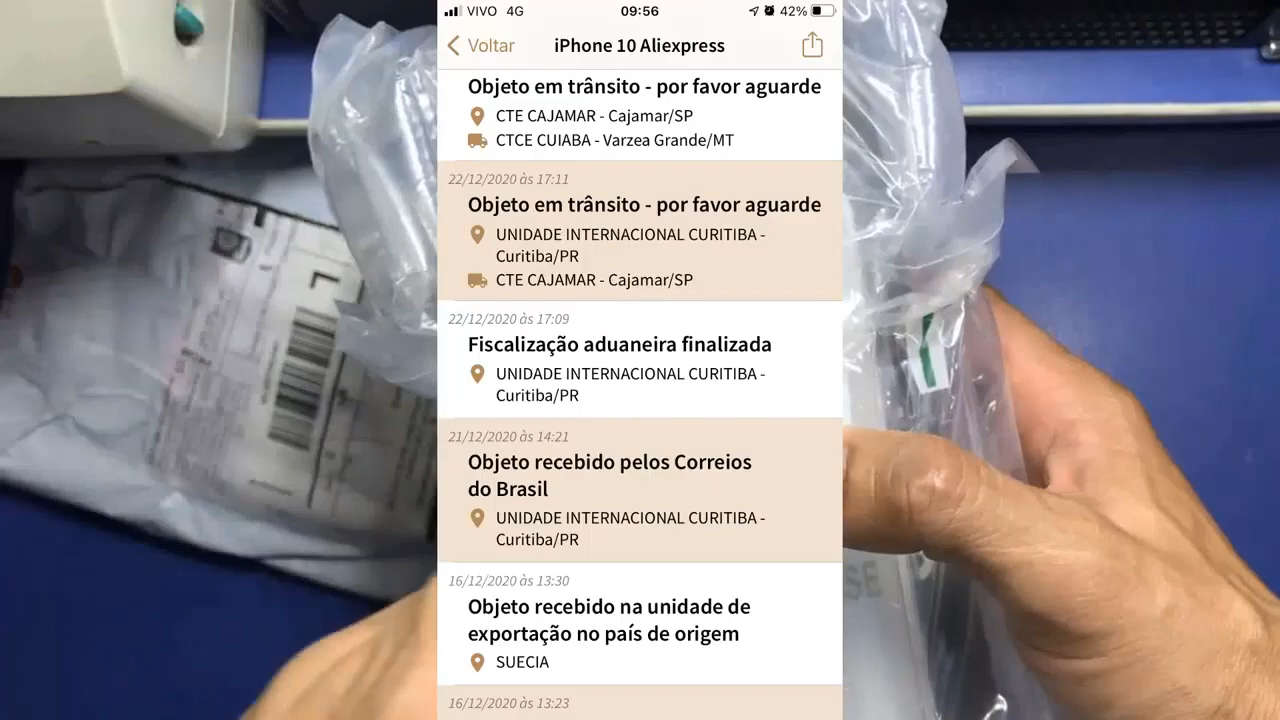 VIVO 4G 09:56 42%
Voltar iPhone 10 Aliexpress
Objeto em trânsito - por favor aguarde
CTE CAJAMAR - Cajamar/SP
CTCE CUIABA - Varzea Grande/MT
22/12/2020 às 17:11
Objeto em trânsito - por favor aguarde
UNIDADE INTERNACIONAL CURITIBA -
Curitiba/PR
CTE CAJAMAR - Cajamar/SP
22/12/2020 às 17:09
Fiscalização aduaneira finalizada
UNIDADE INTERNACIONAL CURITIBA -
Curitiba/PR
21/12/2020 às 14:21
Objeto recebido pelos Correios
do Brasil
UNIDADE INTERNACIONAL CURITIBA -
Curitiba/PR
16/12/2020 às 13:30
Objeto recebido na unidade de
exportação no país de origem
SUECIA
16/12/2020 às 13:23